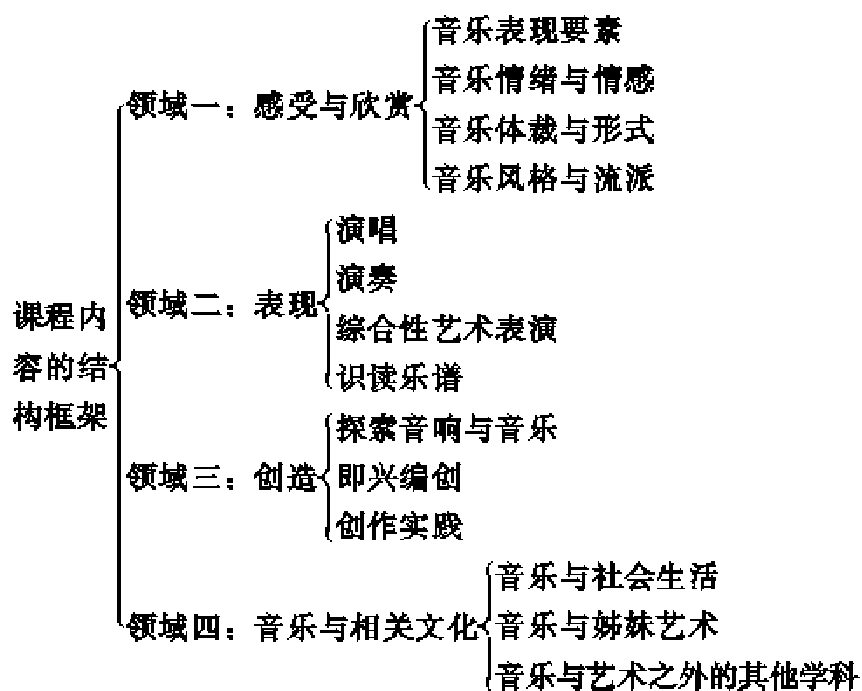 课程内
容的结
构框架
领域一：感受与欣赏
音乐表现要素
音乐情绪与情感
音乐体裁与形式
音乐风格与流派
领域二：表现
演唱
演奏
综合性艺术表演
识读乐谱
领域三：创造
探索音响与音乐
即兴编创
创作实践
领域四：音乐与相关文化
音乐与社会生活
音乐与姊妹艺术
音乐与艺术之外的其他学科